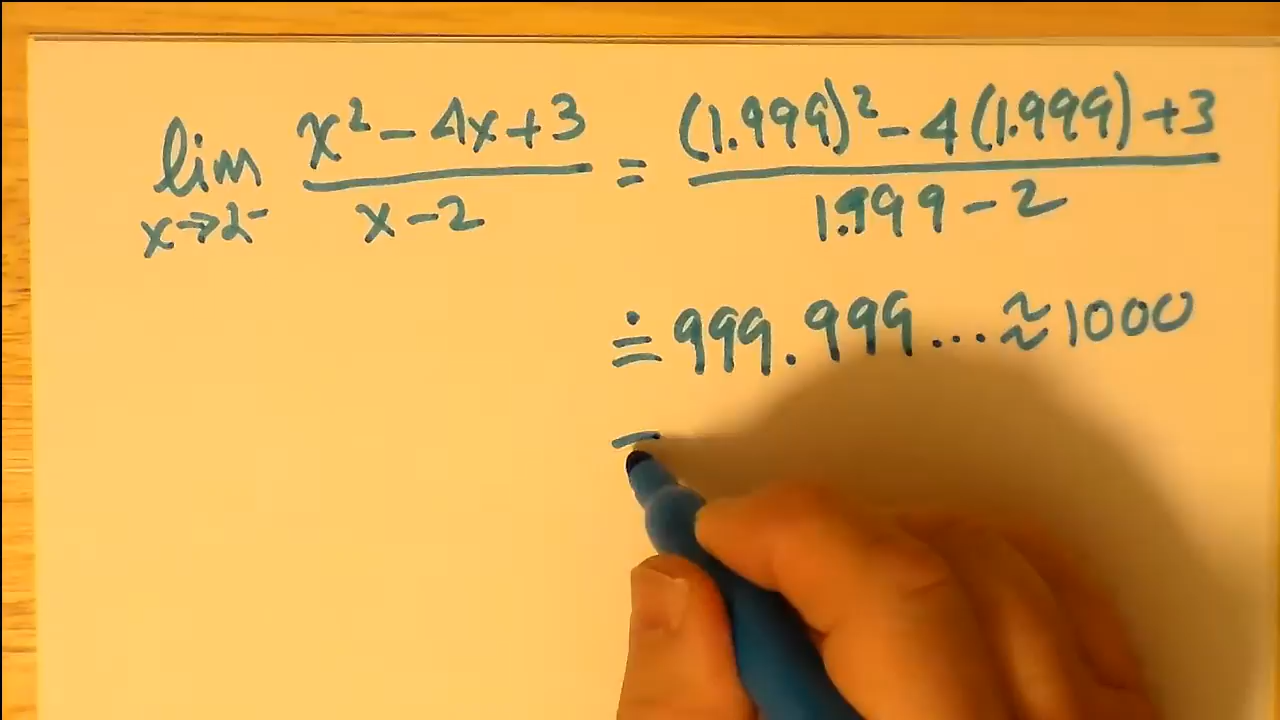 lim x→2⁻ x² − 4x + 3 / x − 2 = (1.999)² − 4(1.999) + 3 / 1.999 − 2
≐ 999.999... ≈ 1000
=